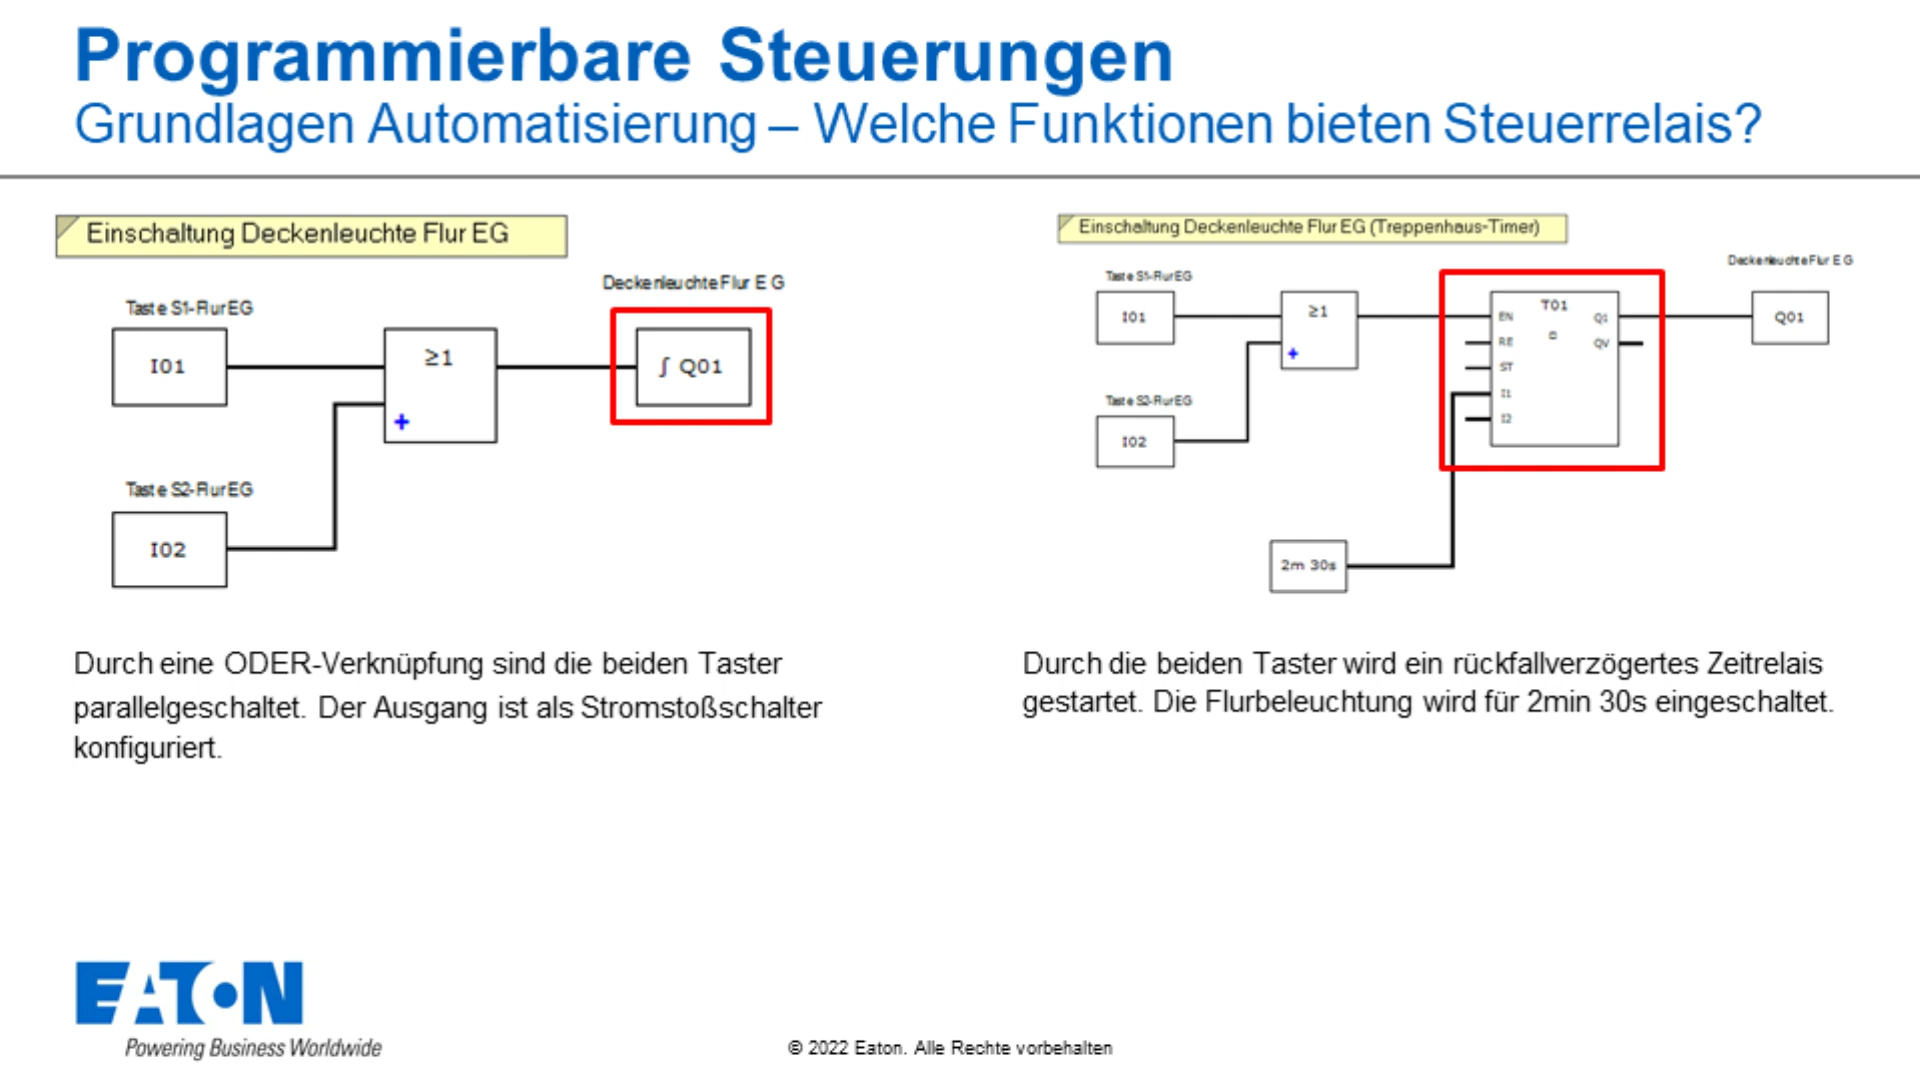 Programmierbare Steuerungen
Grundlagen Automatisierung – Welche Funktionen bieten Steuerrelais?
Einschaltung Deckenleuchte Flur EG
Deckenleuchte Flur EG
Taste S1-Flur EG
I01
≥1
+
∫ Q01
Taste S2-Flur EG
I02
Durch eine ODER-Verknüpfung sind die beiden Taster
parallelgeschaltet. Der Ausgang ist als Stromstoßschalter
konfiguriert.
Einschaltung Deckenleuchte Flur EG (Treppenhaus-Timer)
Deckenleuchte Flur EG
Taste S1-Flur EG
I01
≥1
+
T01
EN
RE
ST
I1
I2
Q1
QV
Q01
Taste S2-Flur EG
I02
2m 30s
Durch die beiden Taster wird ein rückfallverzögertes Zeitrelais
gestartet. Die Flurbeleuchtung wird für 2min 30s eingeschaltet.
EATON
Powering Business Worldwide
© 2022 Eaton. Alle Rechte vorbehalten